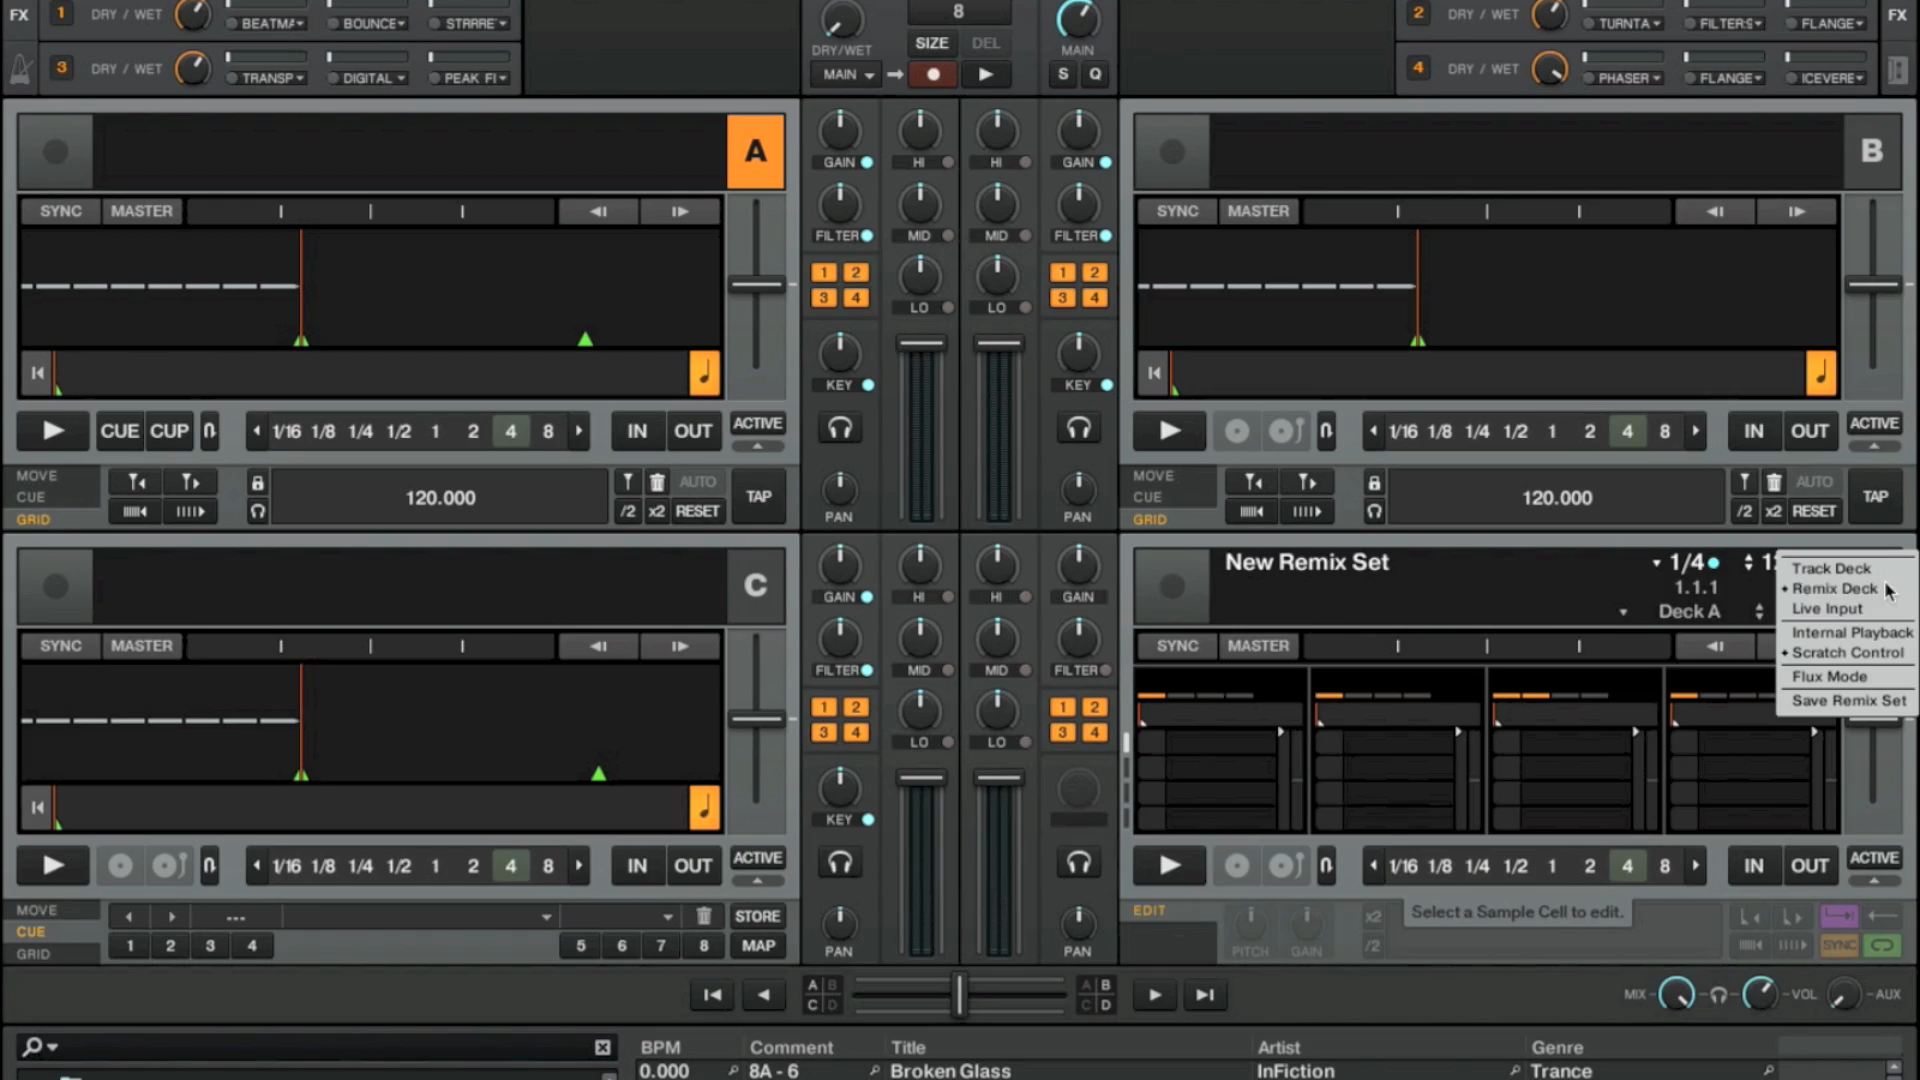 FX 1 DRY / WET BEATMA BOUNCE STRRRE
8
2 DRY / WET TURNTA FILTER:S FLANGE FX
SIZE DEL
DRY/WET MAIN
3 DRY / WET TRANSP DIGITAL PEAK FI
MAIN S Q
4 DRY / WET PHASER FLANGE ICEVERE
A
B
GAIN HI HI GAIN
SYNC MASTER
SYNC MASTER
FILTER MID MID FILTER
1 2 1 2
3 4 3 4
LO LO
KEY KEY
CUE CUP 1/16 1/8 1/4 1/2 1 2 4 8 IN OUT ACTIVE
1/16 1/8 1/4 1/2 1 2 4 8 IN OUT ACTIVE
MOVE
CUE
GRID
120.000
AUTO
/2 x2 RESET
TAP
PAN PAN
MOVE
CUE
GRID
120.000
AUTO
/2 x2 RESET
TAP
C
New Remix Set
1/4
1.1.1
Deck A
Track Deck
Remix Deck
Live Input
Internal Playback
Scratch Control
Flux Mode
Save Remix Set
GAIN HI HI GAIN
SYNC MASTER
SYNC MASTER
FILTER MID MID FILTER
1 2 1 2
3 4 3 4
LO LO
KEY
1/16 1/8 1/4 1/2 1 2 4 8 IN OUT ACTIVE
1/16 1/8 1/4 1/2 1 2 4 8 IN OUT ACTIVE
MOVE
CUE
GRID
--- STORE
1 2 3 4 5 6 7 8 MAP
PAN PAN
EDIT
PITCH GAIN
x2
/2
Select a Sample Cell to edit.
SYNC
A B
C D
A B
C D
MIX VOL AUX
BPM Comment Title Artist Genre
0.000 8A - 6 Broken Glass InFiction Trance